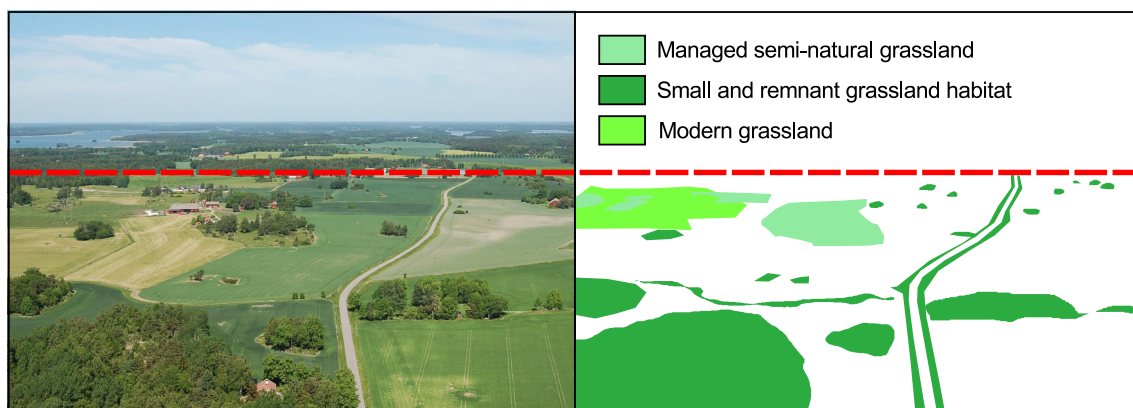 Managed semi-natural grassland
Small and remnant grassland habitat
Modern grassland